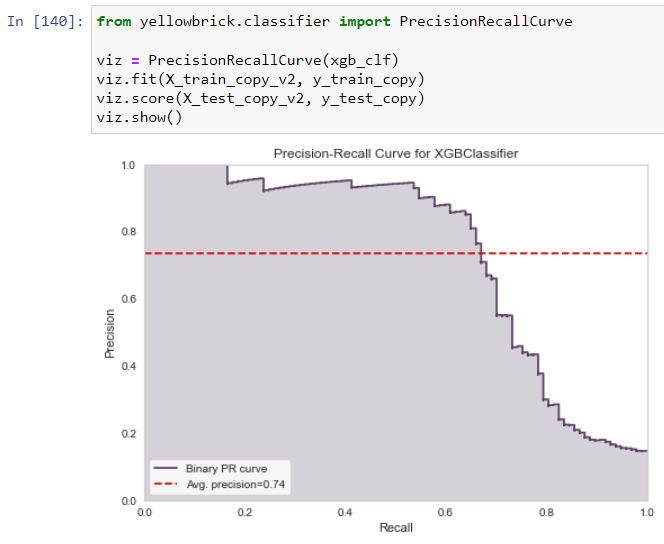 In [140]: from yellowbrick.classifier import PrecisionRecallCurve
viz = PrecisionRecallCurve(xgb_clf)
viz.fit(X_train_copy_v2, y_train_copy)
viz.score(X_test_copy_v2, y_test_copy)
viz.show()
Precision-Recall Curve for XGBClassifier
1.0
0.8
0.6
0.4
0.2
0.0
Precision
Binary PR curve
Avg. precision=0.74
0.0 0.2 0.4 0.6 0.8 1.0
Recall